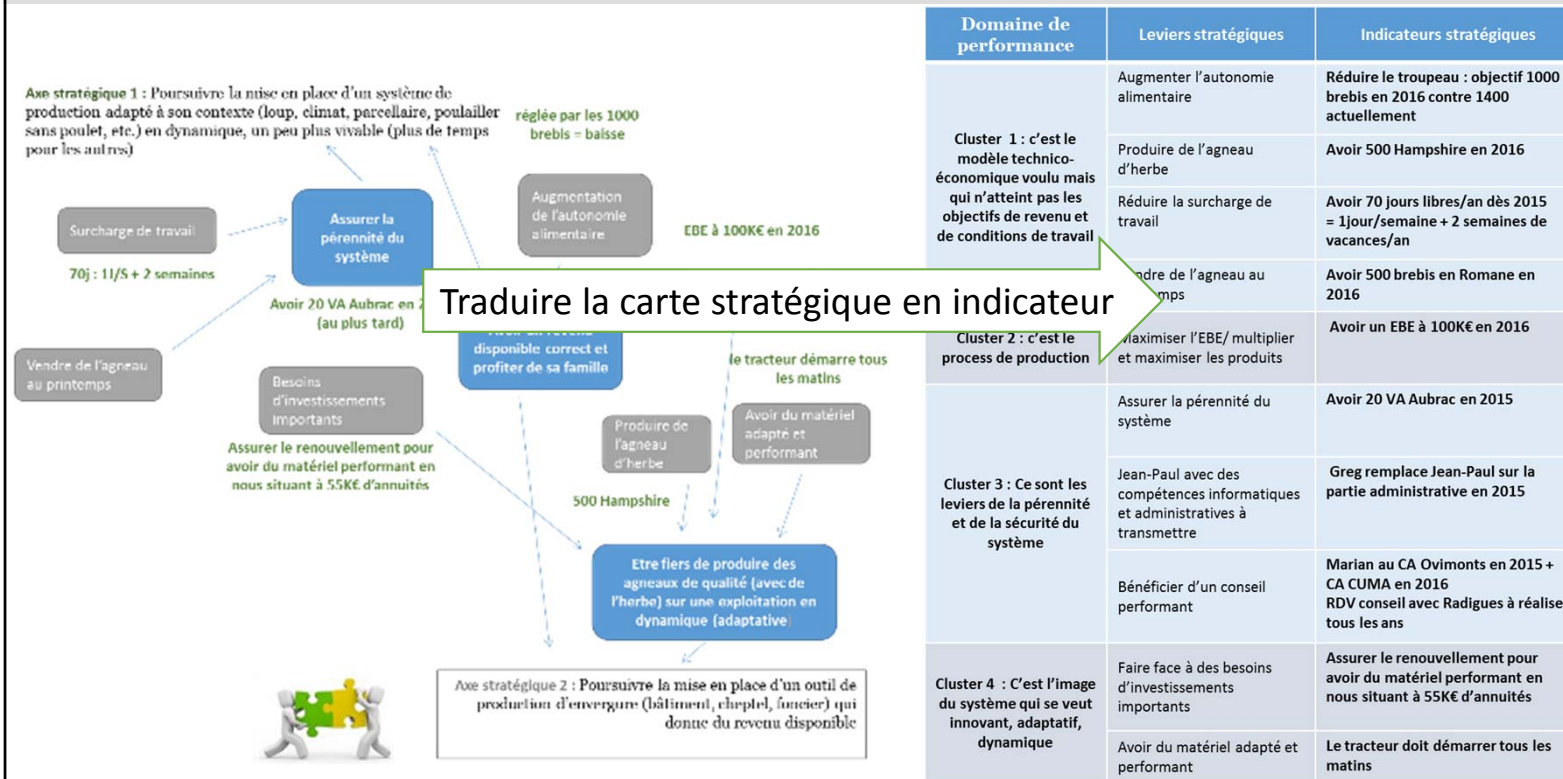 Axe stratégique 1 : Poursuivre la mise en place d'un système de
production adapté à son contexte (loup, climat, parcellaire, poulailler
sans poulet, etc.) en dynamique, un peu plus vivable (plus de temps
pour les autres)
réglée par les 1000
brebis = baisse
Surcharge de travail
70j : 1J/S + 2 semaines
Assurer la
pérennité du
système
Augmentation
de l'autonomie
alimentaire
EBE à 100K€ en 2016
Avoir 20 VA Aubrac en
(au plus tard)
Traduire la carte stratégique en indicateur
Vendre de l'agneau
au printemps
disponible correct et
profiter de sa famille
le tracteur démarre tous
les matins
Besoins
d'investissements
importants
Assurer le renouvellement pour
avoir du matériel performant en
nous situant à 55K€ d'annuités
Produire de
l'agneau
d'herbe
Avoir du matériel
adapté et
performant
500 Hampshire
Etre fiers de produire des
agneaux de qualité (avec de
l'herbe) sur une exploitation en
dynamique (adaptative)
Axe stratégique 2 : Poursuivre la mise en place d'un outil de
production d'envergure (bâtiment, cheptel, foncier) qui
donne du revenu disponible
Domaine de
performance
Leviers stratégiques
Indicateurs stratégiques
Cluster 1 : c'est le
modèle technico-
économique voulu mais
qui n'atteint pas les
objectifs de revenu et
de conditions de travail
Augmenter l'autonomie
alimentaire
Réduire le troupeau : objectif 1000
brebis en 2016 contre 1400
actuellement
Produire de l'agneau
d'herbe
Avoir 500 Hampshire en 2016
Réduire la surcharge de
travail
Avoir 70 jours libres/an dès 2015
= 1jour/semaine + 2 semaines de
vacances/an
de l'agneau au
Avoir 500 brebis en Romane en
2016
Cluster 2 : c'est le
process de production
Maximiser l'EBE/ multiplier
et maximiser les produits
Avoir un EBE à 100K€ en 2016
Cluster 3 : Ce sont les
leviers de la pérennité
et de la sécurité du
système
Assurer la pérennité du
système
Avoir 20 VA Aubrac en 2015
Jean-Paul avec des
compétences informatiques
et administratives à
transmettre
Greg remplace Jean-Paul sur la
partie administrative en 2015
Bénéficier d'un conseil
performant
Marian au CA Ovimonts en 2015 +
CA CUMA en 2016
RDV conseil avec Radigues à réalise
tous les ans
Cluster 4 : C'est l'image
du système qui se veut
innovant, adaptatif,
dynamique
Faire face à des besoins
d'investissements
importants
Assurer le renouvellement pour
avoir du matériel performant en
nous situant à 55K€ d'annuités
Avoir du matériel adapté et
performant
Le tracteur doit démarrer tous les
matins